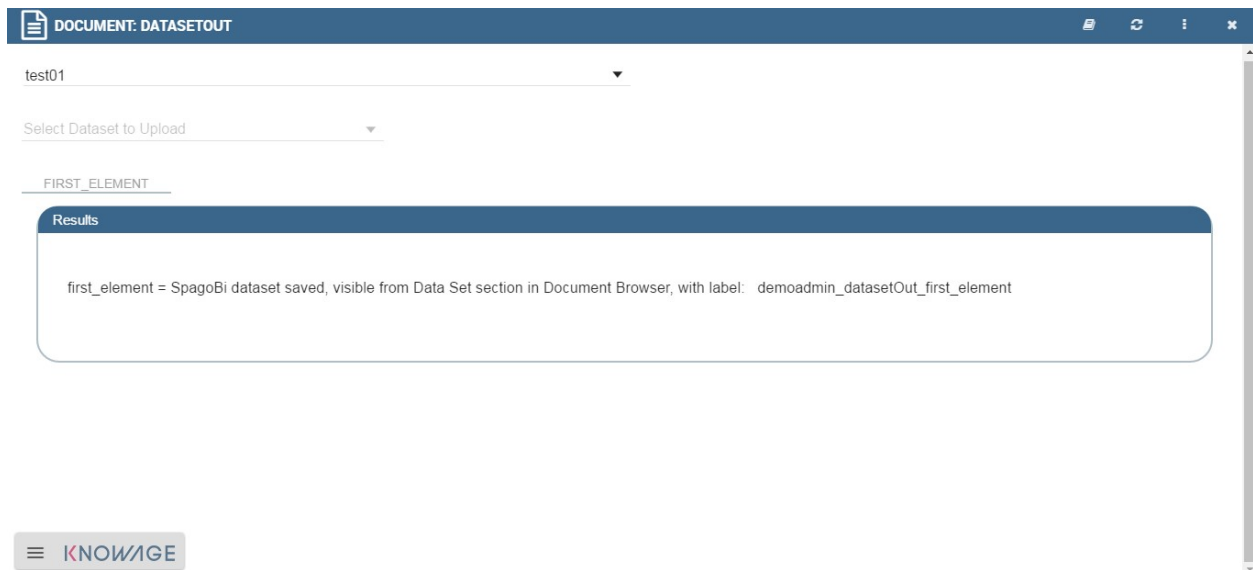 DOCUMENT: DATASETOUT
test01
Select Dataset to Upload
FIRST_ELEMENT
Results
first_element = SpagoBi dataset saved, visible from Data Set section in Document Browser, with label: demoadmin_datasetOut_first_element
KNOWAGE